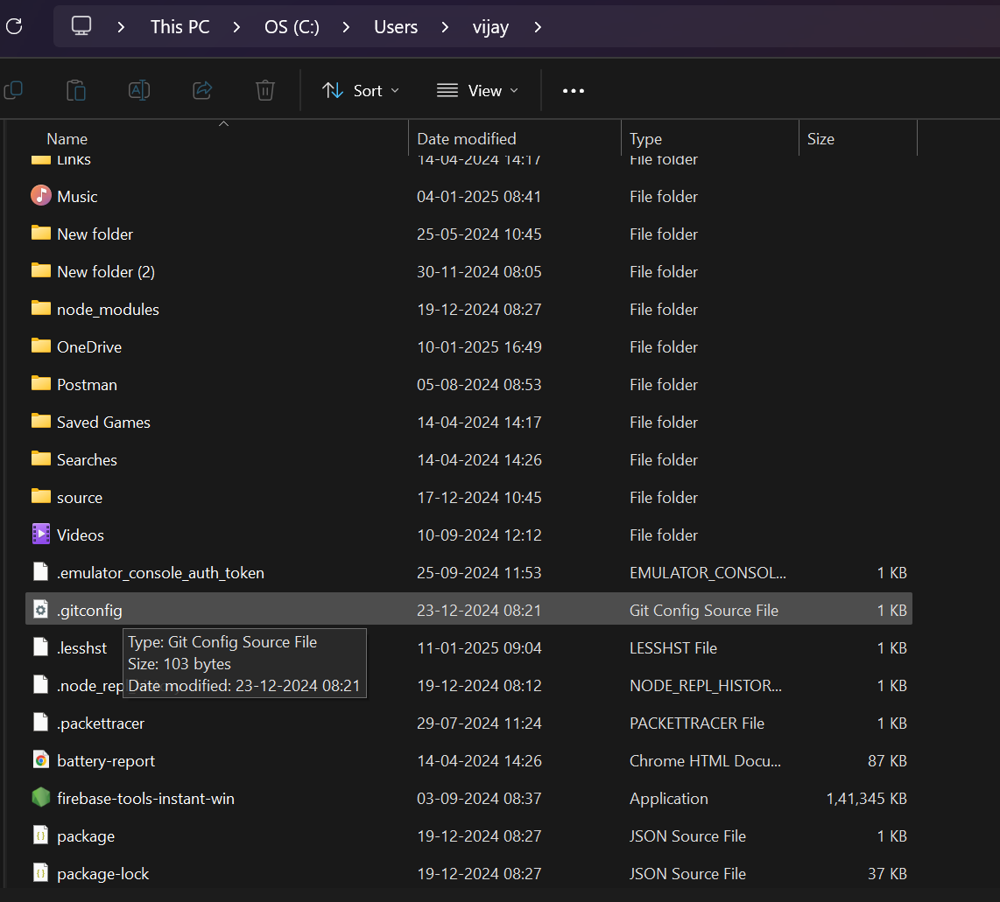 This PC > OS (C:) > Users > vijay >
Sort View
Name Date modified Type Size
Links 14-04-2024 14:17 File folder
Music 04-01-2025 08:41 File folder
New folder 25-05-2024 10:45 File folder
New folder (2) 30-11-2024 08:05 File folder
node_modules 19-12-2024 08:27 File folder
OneDrive 10-01-2025 16:49 File folder
Postman 05-08-2024 08:53 File folder
Saved Games 14-04-2024 14:17 File folder
Searches 14-04-2024 14:26 File folder
source 17-12-2024 10:45 File folder
Videos 10-09-2024 12:12 File folder
.emulator_console_auth_token 25-09-2024 11:53 EMULATOR_CONSOL... 1 KB
.gitconfig 23-12-2024 08:21 Git Config Source File 1 KB
.lesshst 11-01-2025 09:04 LESSHST File 1 KB
Type: Git Config Source File
Size: 103 bytes
Date modified: 23-12-2024 08:21
.node_rep 19-12-2024 08:12 NODE_REPL_HISTOR... 1 KB
.packettracer 29-07-2024 11:24 PACKETTRACER File 1 KB
battery-report 14-04-2024 14:26 Chrome HTML Docu... 87 KB
firebase-tools-instant-win 03-09-2024 08:37 Application 1,41,345 KB
package 19-12-2024 08:27 JSON Source File 1 KB
package-lock 19-12-2024 08:27 JSON Source File 37 KB